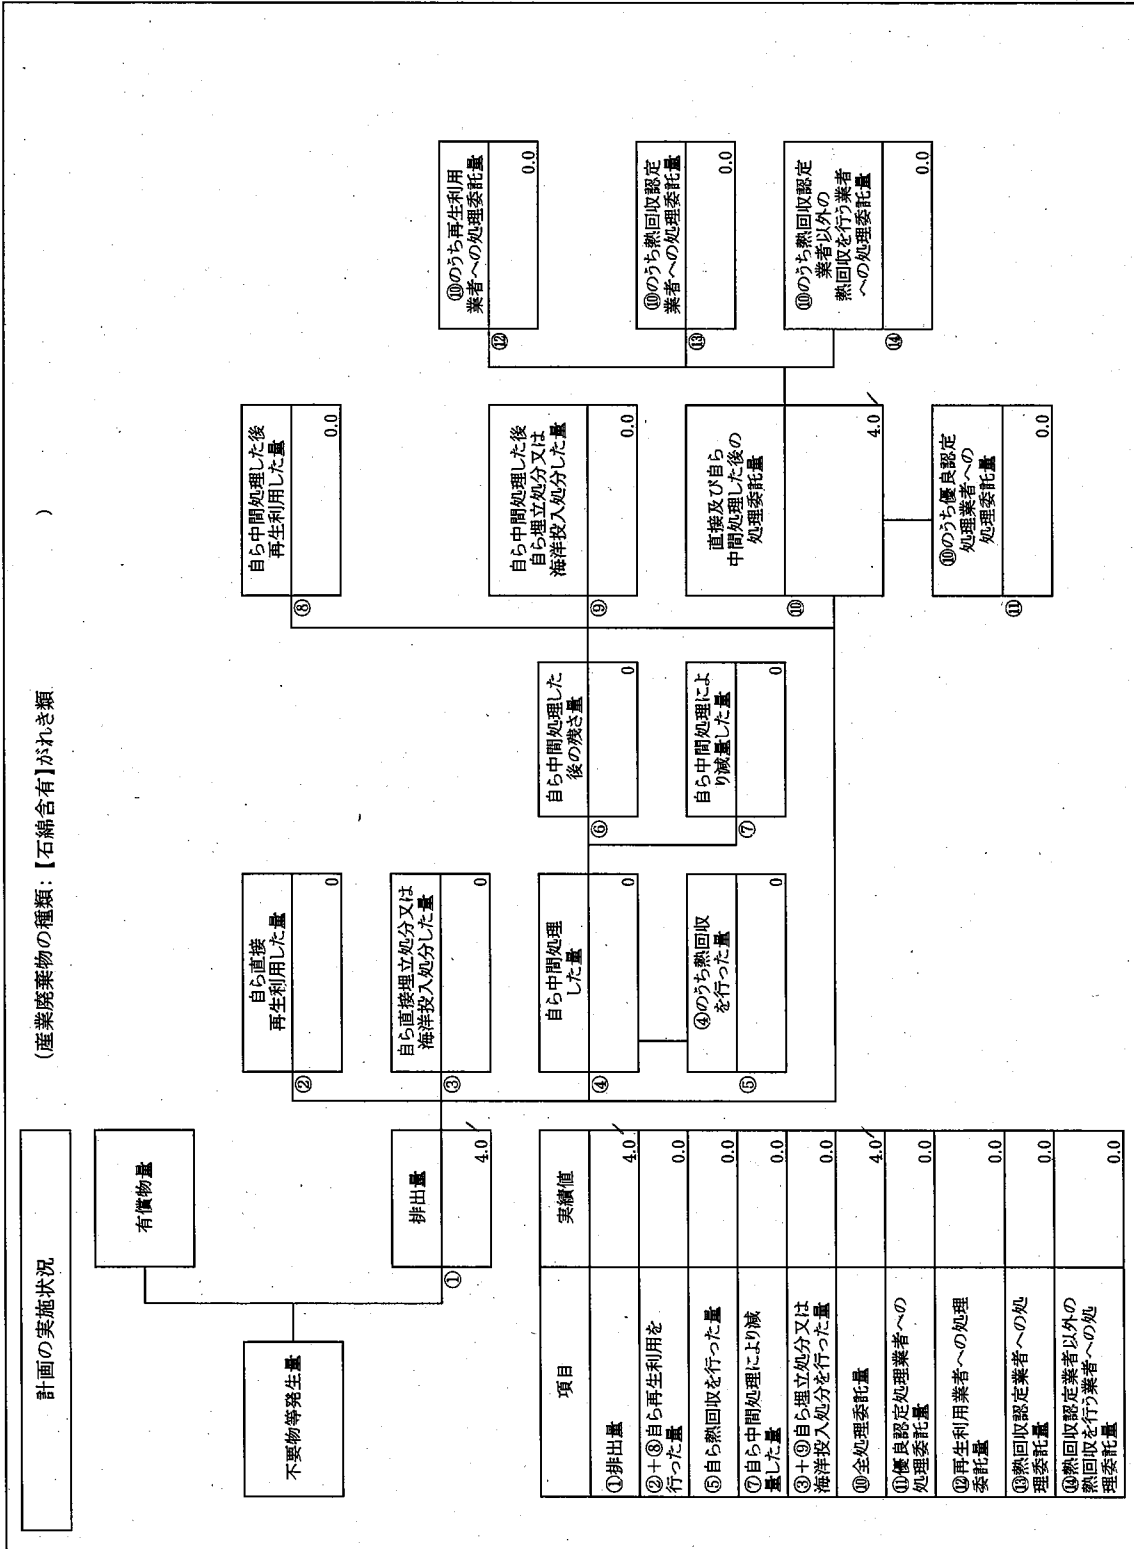 計画の実施状況
(産業廃棄物の種類:【石綿含有】がれき類
)
不要物等発生量
有償物量
①
排出量
4.0
②
自ら直接
再生利用した量
0
③
自ら直接埋立処分又は
海洋投入処分した量
0
④
自ら中間処理
した量
0
⑤
④のうち熱回収
を行った量
0
⑥
自ら中間処理した
後の残さ量
0
⑦
自ら中間処理によ
り減量した量
0
⑧
自ら中間処理した後
再生利用した量
0.0
⑨
自ら中間処理した後
自ら埋立処分又は
海洋投入処分した量
0.0
⑩
直接及び自ら
中間処理した後の
処理委託量
4.0
⑪
⑩のうち優良認定
処理業者への
処理委託量
0.0
⑫
⑩のうち再生利用
業者への処理委託量
0.0
⑬
⑩のうち熱回収認定
業者への処理委託量
0.0
⑭
⑩のうち熱回収認定
業者以外の
熱回収を行う業者
への処理委託量
0.0
項目 実績値
①排出量 4.0
②+⑧自ら再生利用を
行った量 0.0
⑤自ら熱回収を行った量 0.0
⑦自ら中間処理により減
量した量 0.0
③+⑨自ら埋立処分又は
海洋投入処分を行った量 0.0
⑩全処理委託量 4.0
⑪優良認定処理業者への
処理委託量 0.0
⑫再生利用業者への処理
委託量 0.0
⑬熱回収認定業者への処
理委託量 0.0
⑭熱回収認定業者以外の
熱回収を行う業者への処
理委託量 0.0